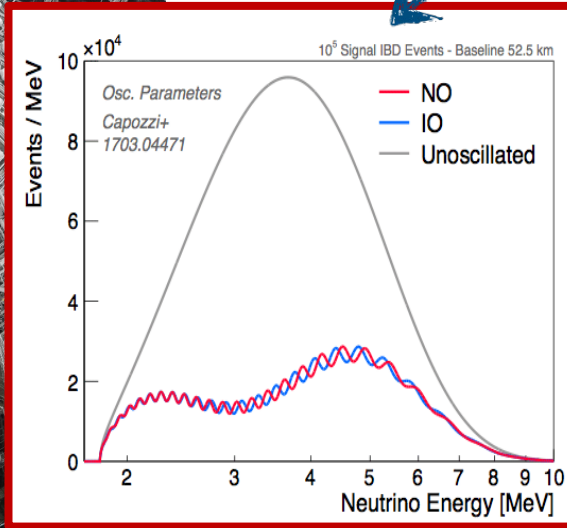 ×10⁴
10⁵ Signal IBD Events - Baseline 52.5 km
Events / MeV
10
8
6
4
2
0
Osc. Parameters
Capozzi+
1703.04471
NO
IO
Unoscillated
2 3 4 5 6 7 8 9 10
Neutrino Energy [MeV]